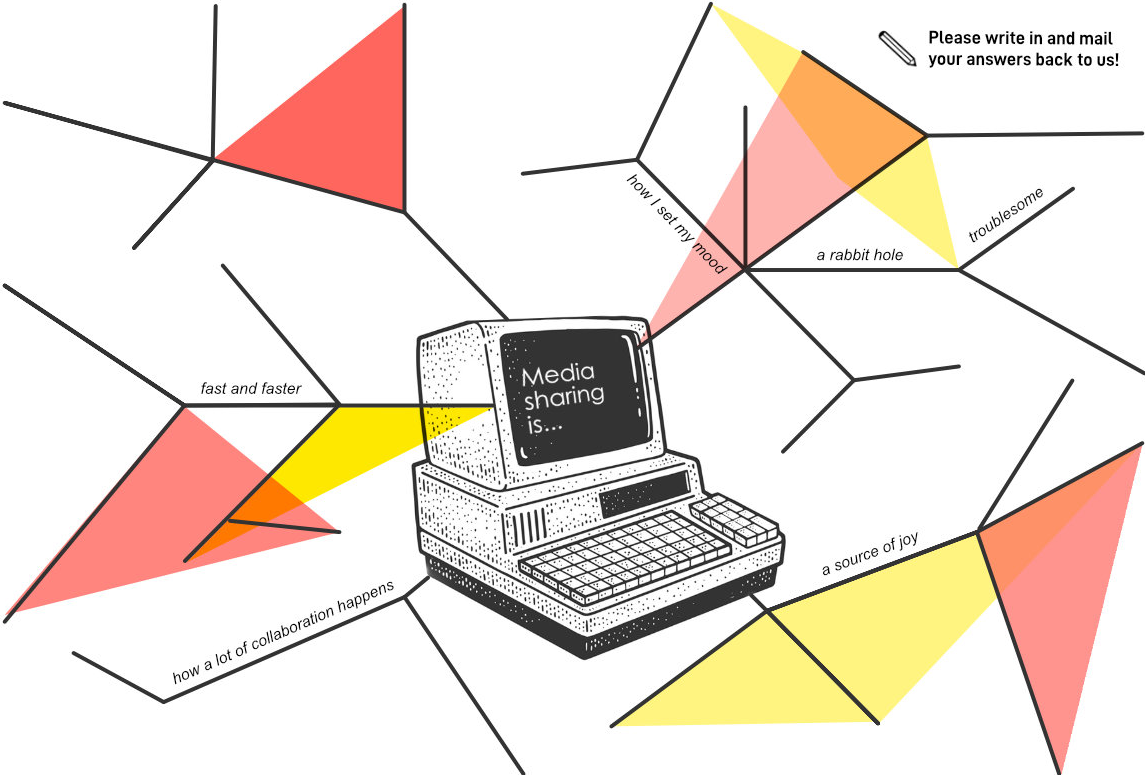 Please write in and mail
your answers back to us!
how I set my mood
a rabbit hole
troublesome
fast and faster
Media
sharing
is...
a source of joy
how a lot of collaboration happens